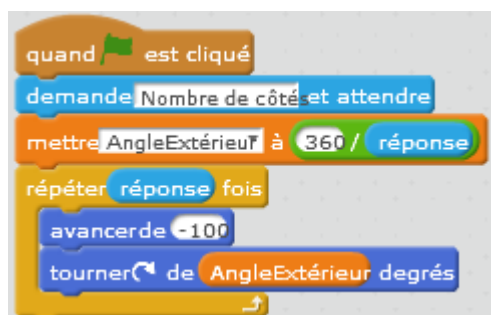 quand est cliqué
demande Nombre de côtés et attendre
mettre AngleExtérieur à 360 / réponse
répéter réponse fois
avancer de -100
tourner de AngleExtérieur degrés